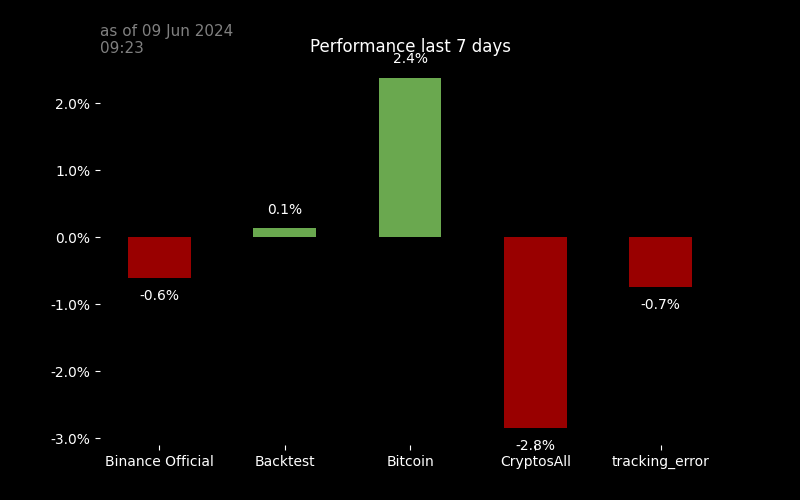 as of 09 Jun 2024
09:23
Performance last 7 days
2.4%
2.0%
1.0%
0.1%
0.0%
-0.6%
-0.7%
-1.0%
-2.0%
-2.8%
-3.0%
Binance Official
Backtest
Bitcoin
CryptosAll
tracking_error